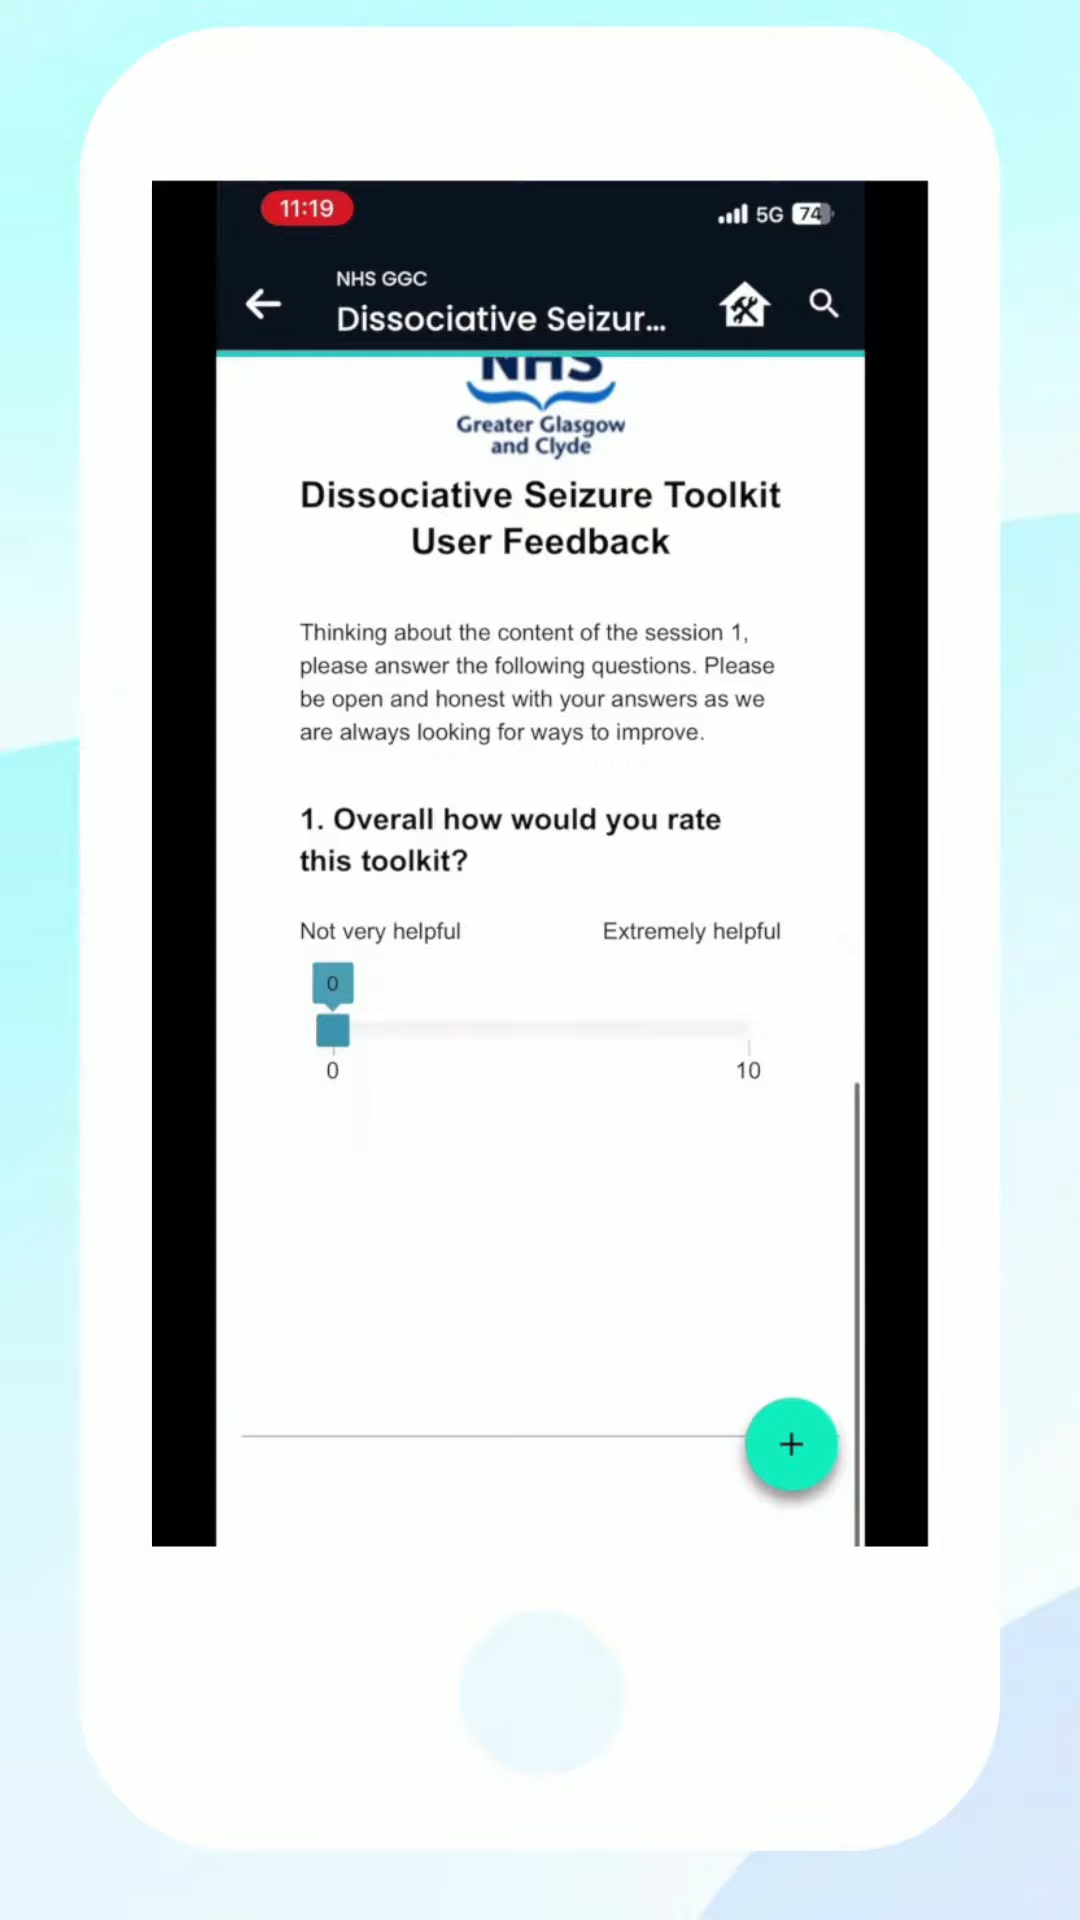 11:19
5G
74
NHS GGC
Dissociative Seizur...
NHS
Greater Glasgow
and Clyde
Dissociative Seizure Toolkit
User Feedback
Thinking about the content of the session 1,
please answer the following questions. Please
be open and honest with your answers as we
are always looking for ways to improve.
1. Overall how would you rate
this toolkit?
Not very helpful Extremely helpful
0
0 10
+